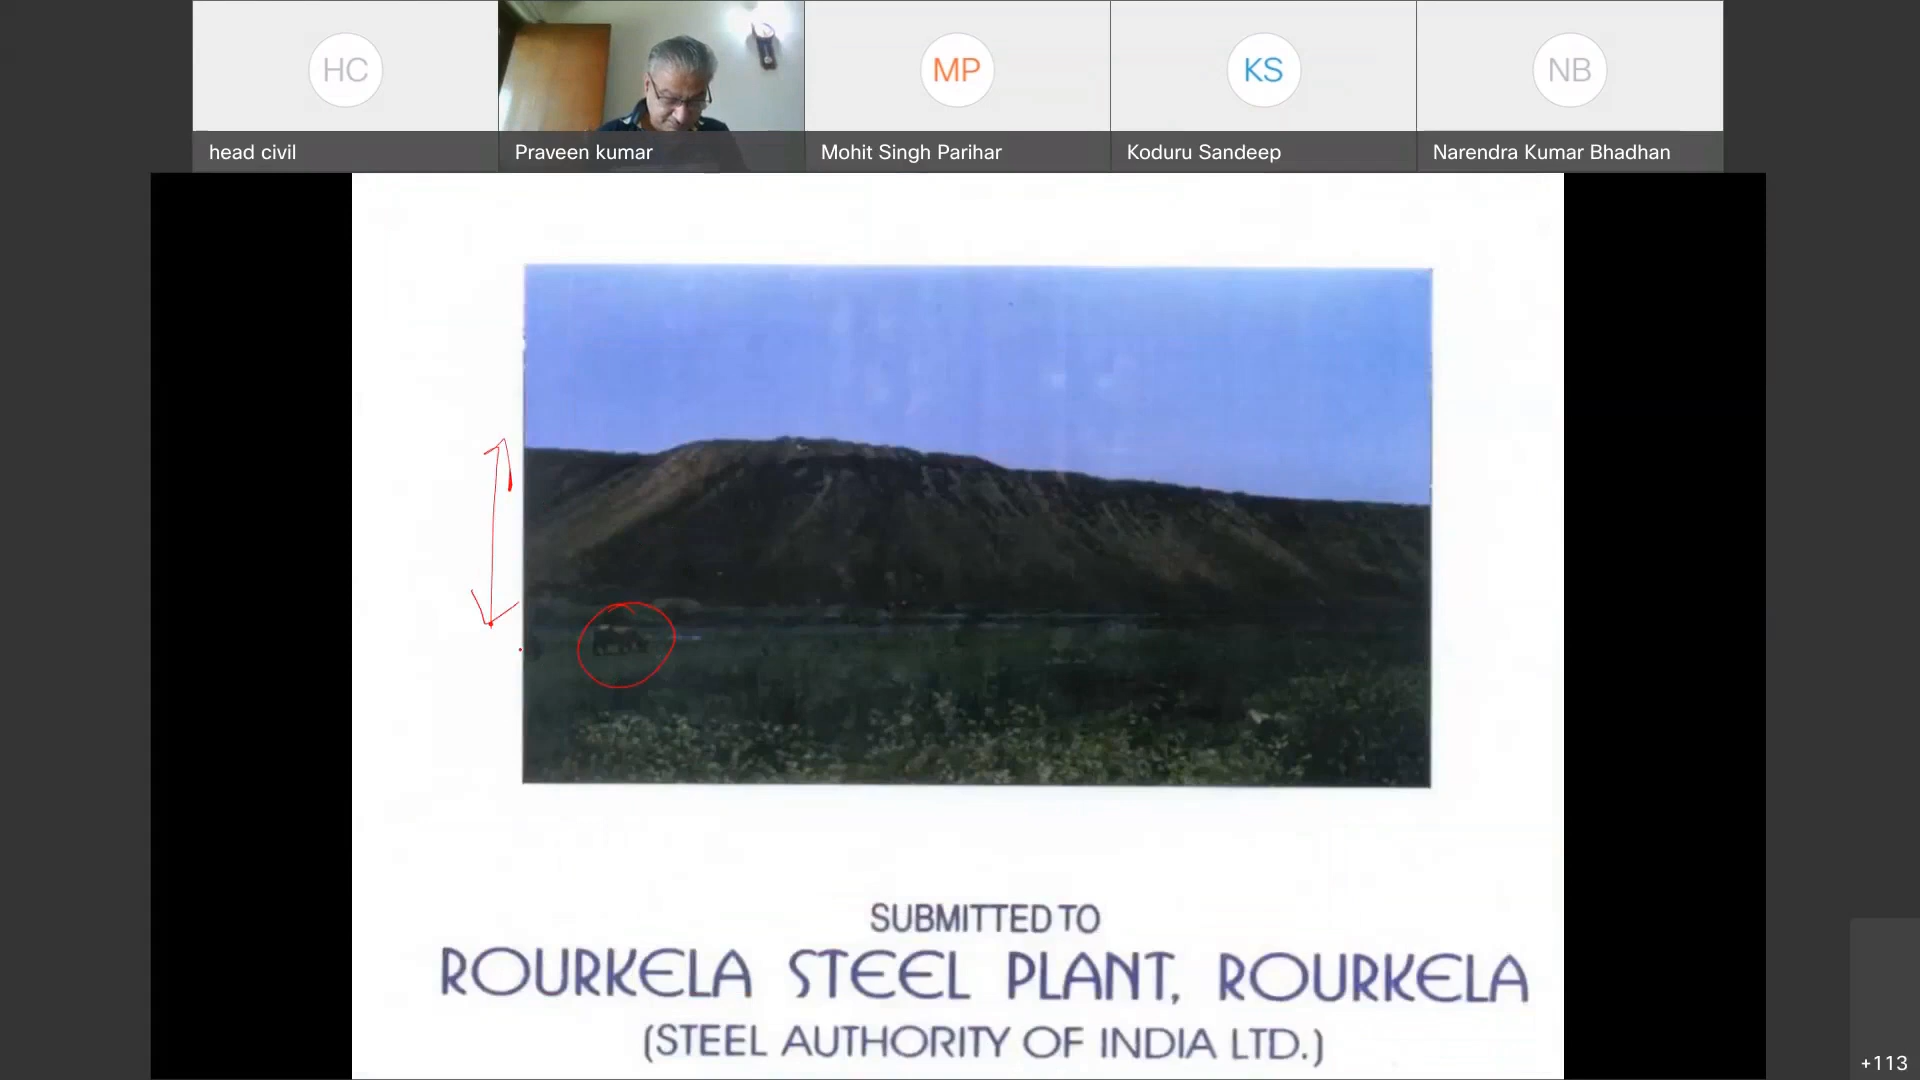 HC
MP
KS
NB
head civil
Praveen kumar
Mohit Singh Parihar
Koduru Sandeep
Narendra Kumar Bhadhan
SUBMITTED TO
ROURKELA STEEL PLANT, ROURKELA
(STEEL AUTHORITY OF INDIA LTD.)
+113